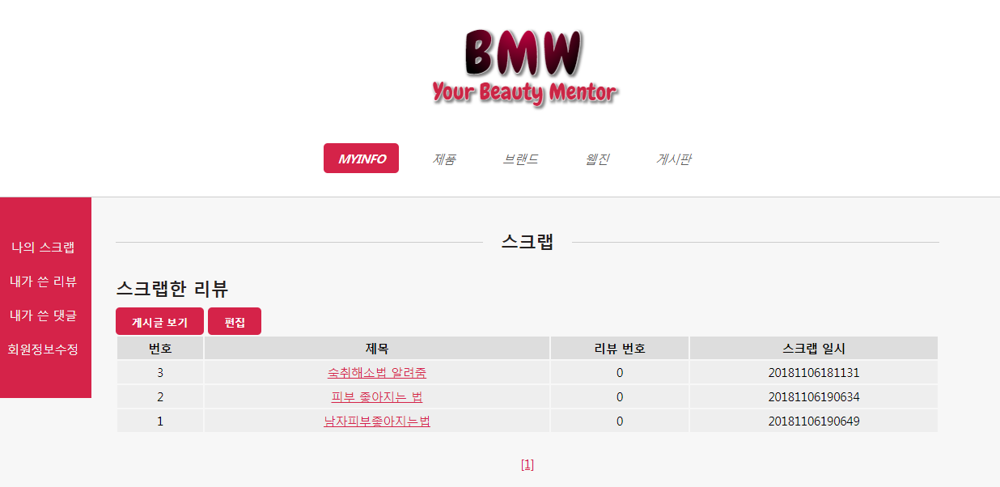 BMW
Your Beauty Mentor
MYINFO 제품 브랜드 웹진 게시판
나의 스크랩
내가 쓴 리뷰
내가 쓴 댓글
회원정보수정
스크랩
스크랩한 리뷰
게시글 보기 편집
번호 제목 리뷰 번호 스크랩 일시
3 숙취해소법 알려줌 0 20181106181131
2 피부 좋아지는 법 0 20181106190634
1 남자피부좋아지는법 0 20181106190649
[1]